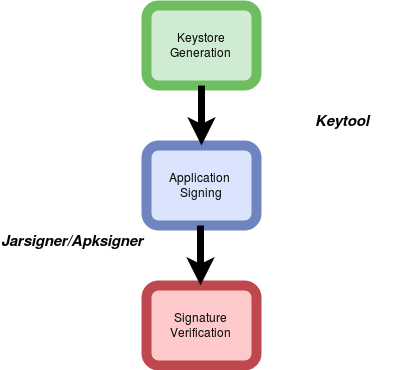 Keystore
Generation
Keytool
Application
Signing
Jarsigner/Apksigner
Signature
Verification